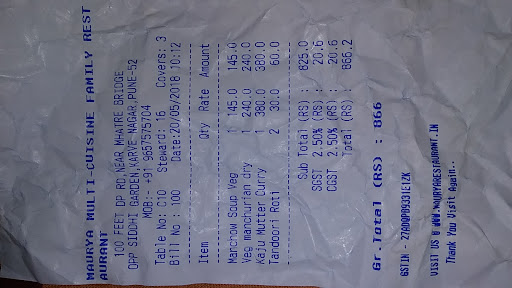 MAURYA MULTI-CUISINE FAMILY REST
AURANT
100 FEET DP RD,NEAR MHATRE BRIDGE
OPP SIDDHI GARDEN,KARVE NAGAR,PUNE-52
MOB: +91 9657575704
Table No: C10 Steward: 16 Covers: 3
Bill No : 100 Date:20/05/2018 10:12
Item Qty Rate Amount
Manchow Soup Veg 1 145.0 145.0
Veg manchurian dry 1 240.0 240.0
Kaju Mutter Curry 1 380.0 380.0
Tandoori Roti 2 30.0 60.0
Sub Total (RS) : 825.0
SGST 2.50% (RS) : 20.6
CGST 2.50% (RS) : 20.6
Total (RS) : 866.2
Gr.Total (RS) : 866
GSTIN -
VISIT US @ WWW.MAURYARESTAURANT.IN
Thank You Visit Again..